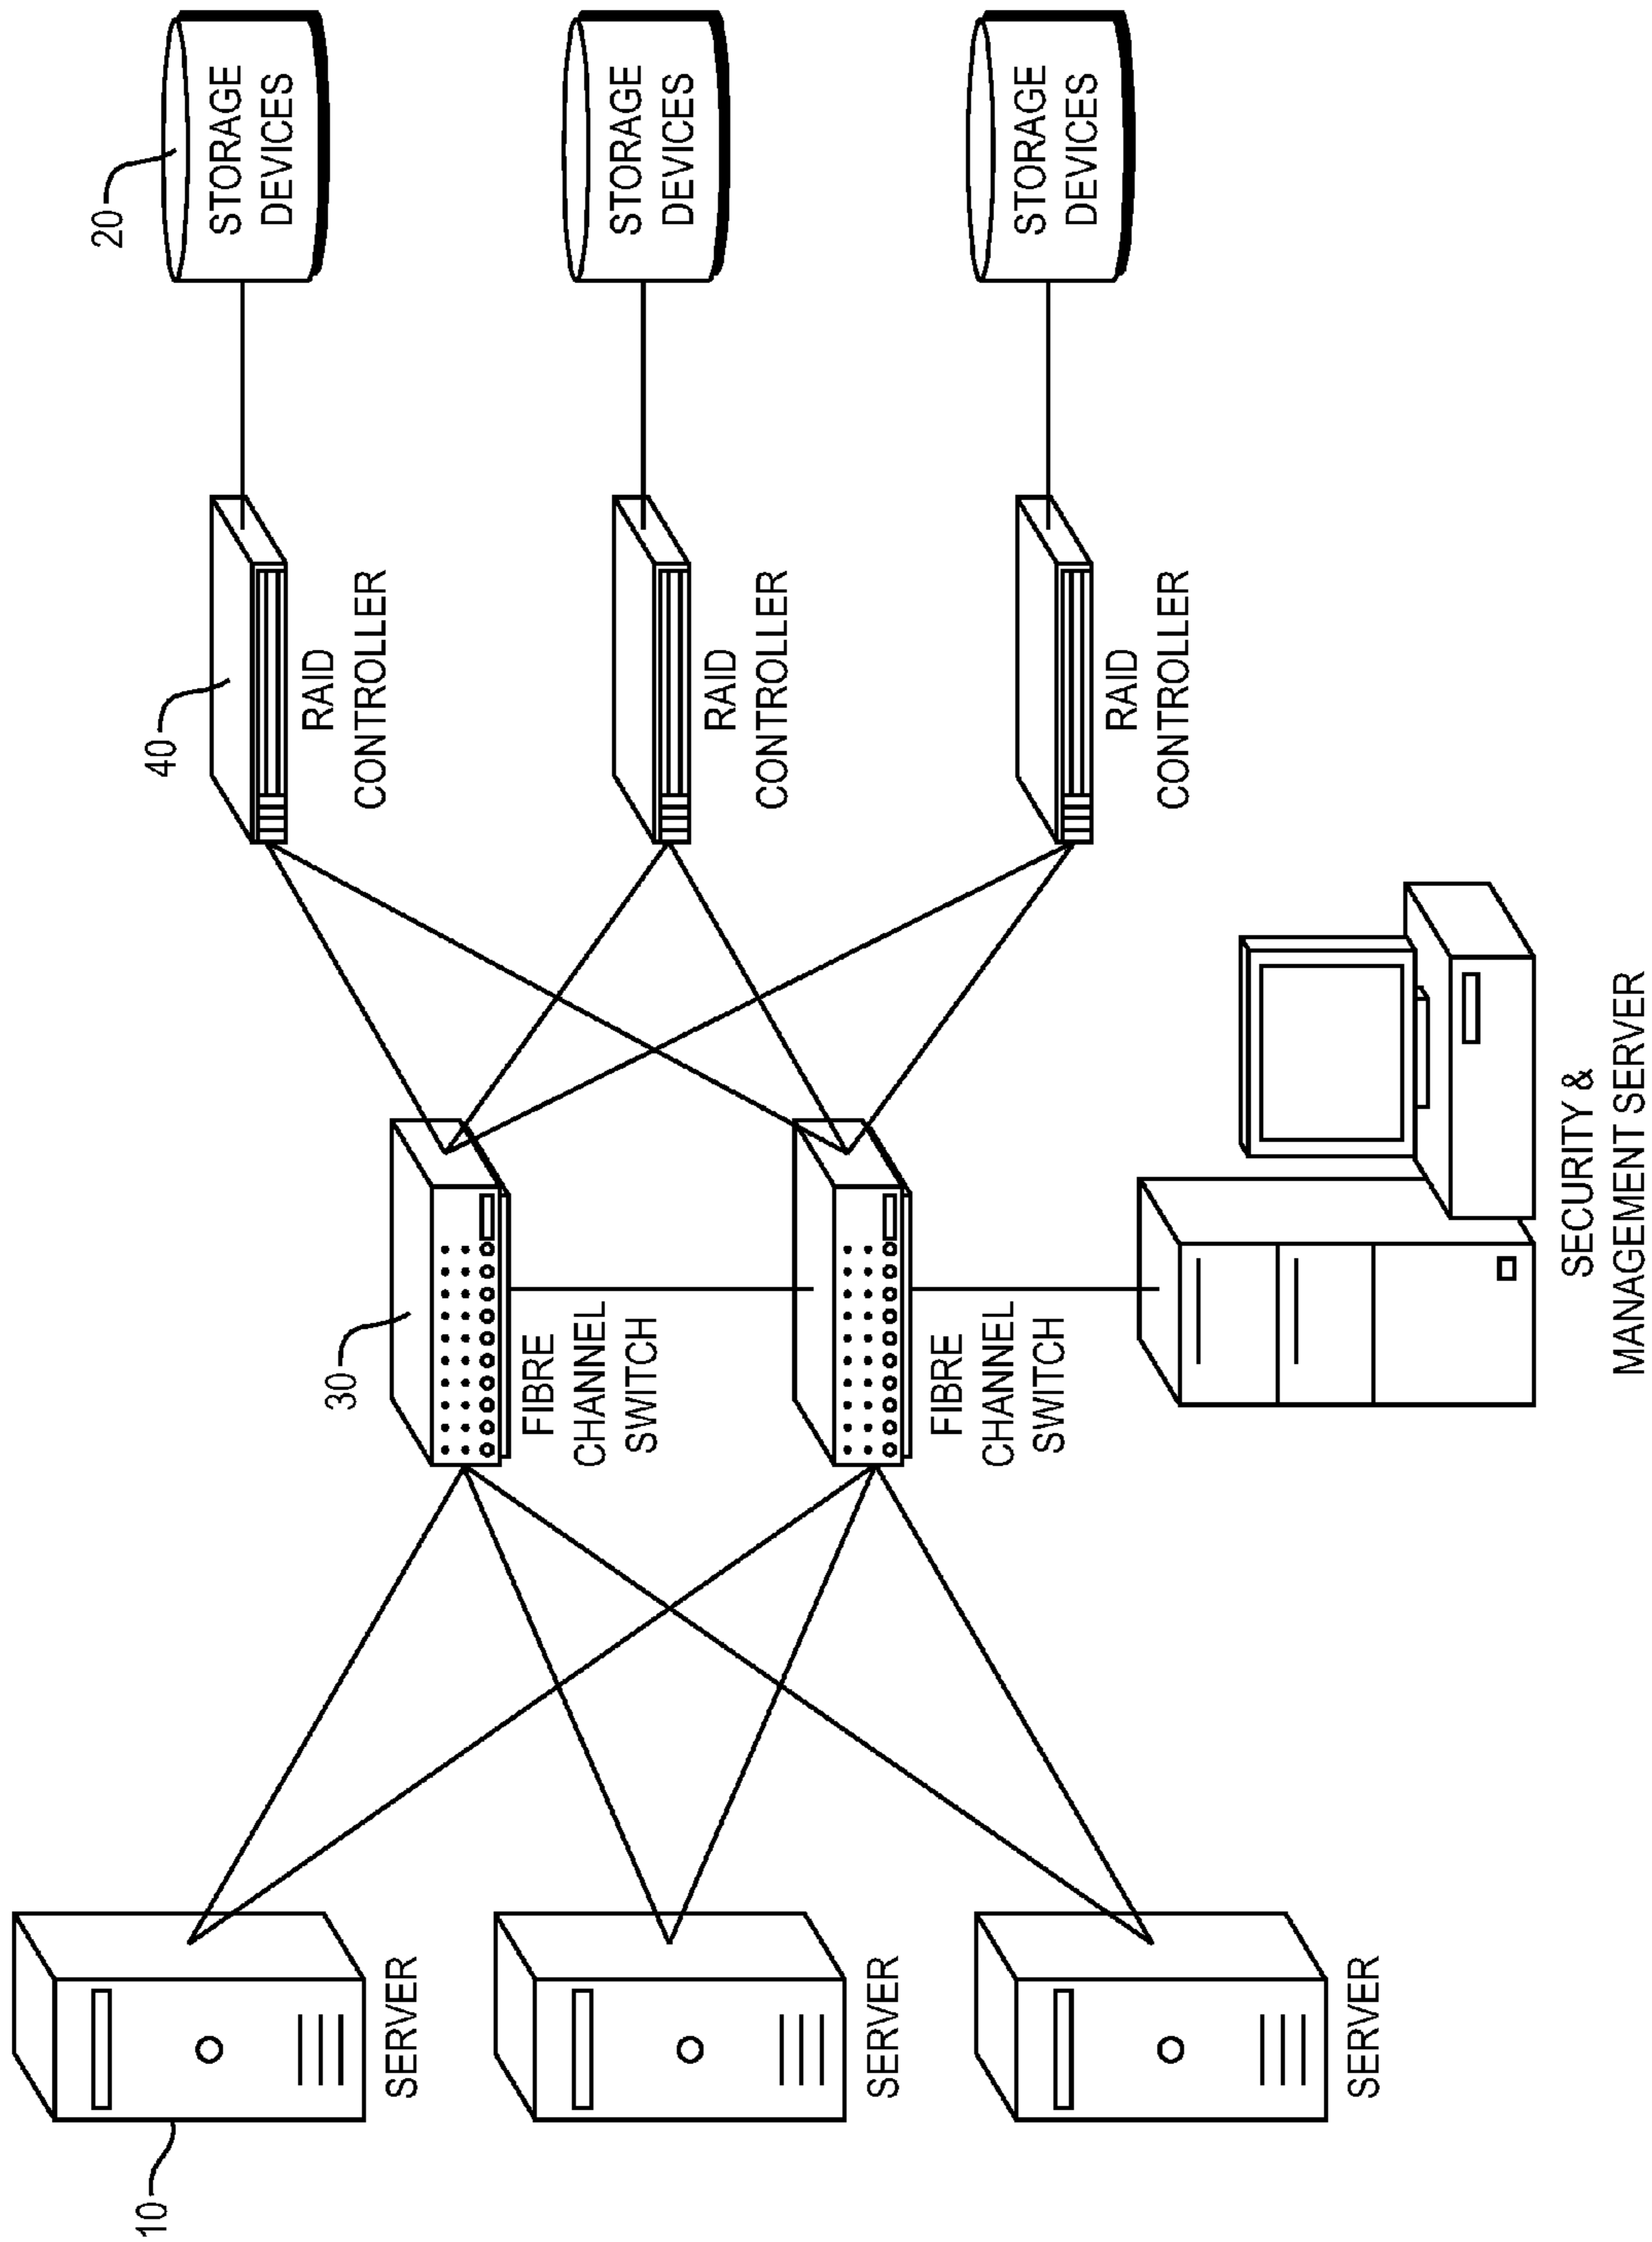 10
SERVER
SERVER
SERVER
30
FIBRE
CHANNEL
SWITCH
FIBRE
CHANNEL
SWITCH
SECURITY &
MANAGEMENT SERVER
40
RAID
CONTROLLER
RAID
CONTROLLER
RAID
CONTROLLER
20
STORAGE
DEVICES
STORAGE
DEVICES
STORAGE
DEVICES